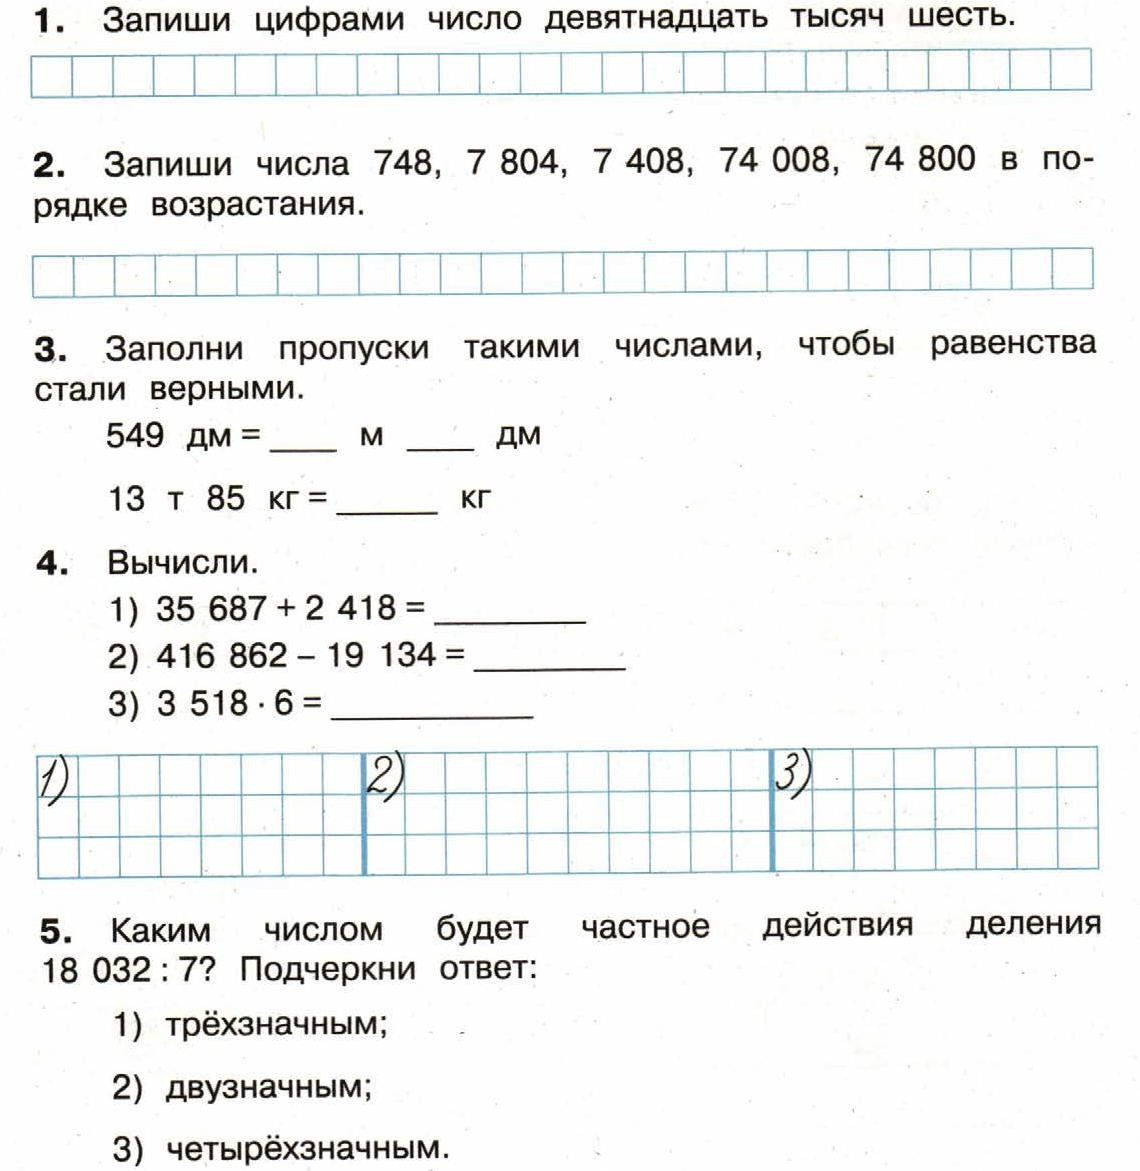 1. Запиши цифрами число девятнадцать тысяч шесть.
2. Запиши числа 748, 7 804, 7 408, 74 008, 74 800 в по-
рядке возрастания.
3. Заполни пропуски такими числами, чтобы равенства
стали верными.
549 дм = ____ м ____ дм
13 т 85 кг = ______ кг
4. Вычисли.
1) 35 687 + 2 418 = _________
2) 416 862 – 19 134 = _________
3) 3 518 · 6 = ____________
1) 2) 3)
5. Каким числом будет частное действия деления
18 032 : 7? Подчеркни ответ:
1) трёхзначным;
2) двузначным;
3) четырёхзначным.